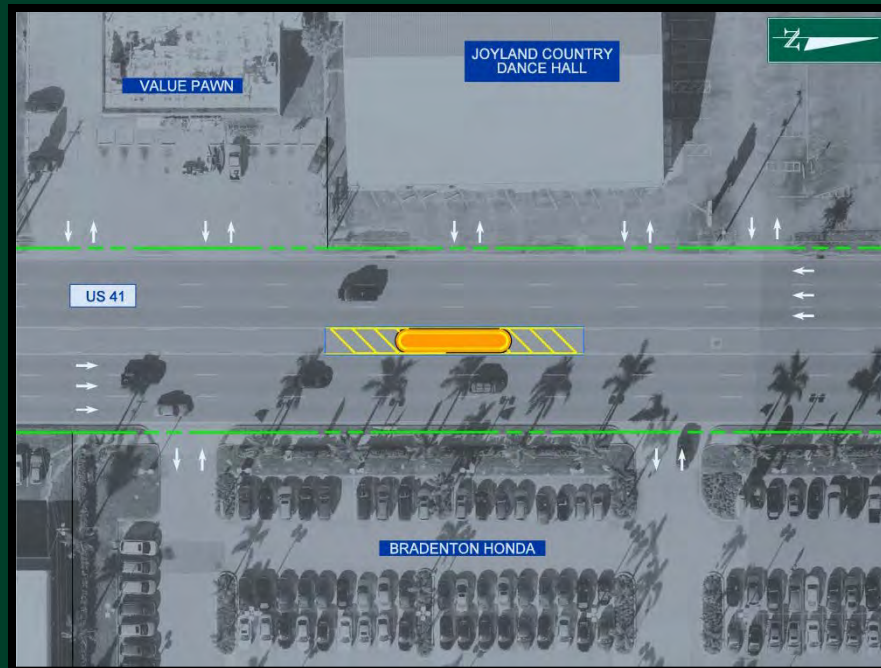 VALUE PAWN
JOYLAND COUNTRY
DANCE HALL
N
US 41
BRADENTON HONDA